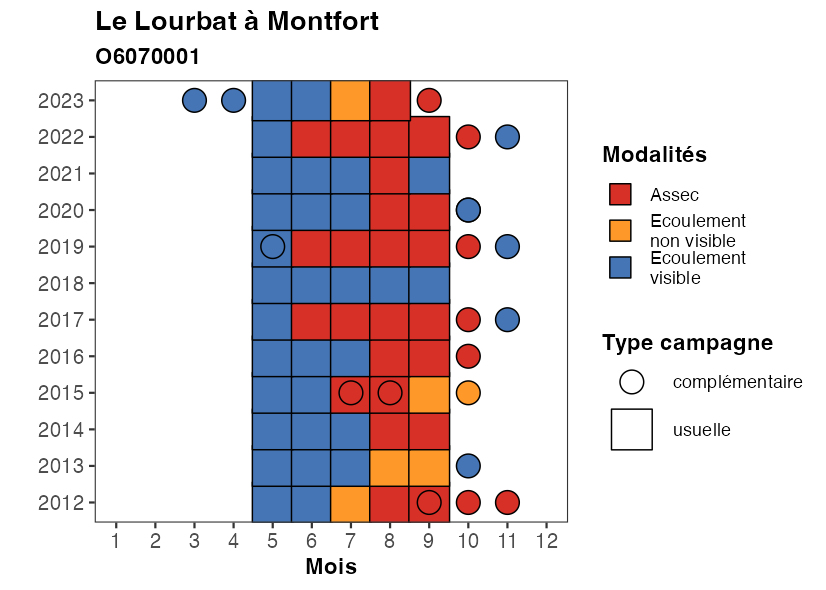 Le Lourbat à Montfort
O6070001
2023
2022
2021
2020
2019
2018
2017
2016
2015
2014
2013
2012
1 2 3 4 5 6 7 8 9 10 11 12
Mois
Modalités
Assec
Ecoulement
non visible
Ecoulement
visible
Type campagne
complémentaire
usuelle